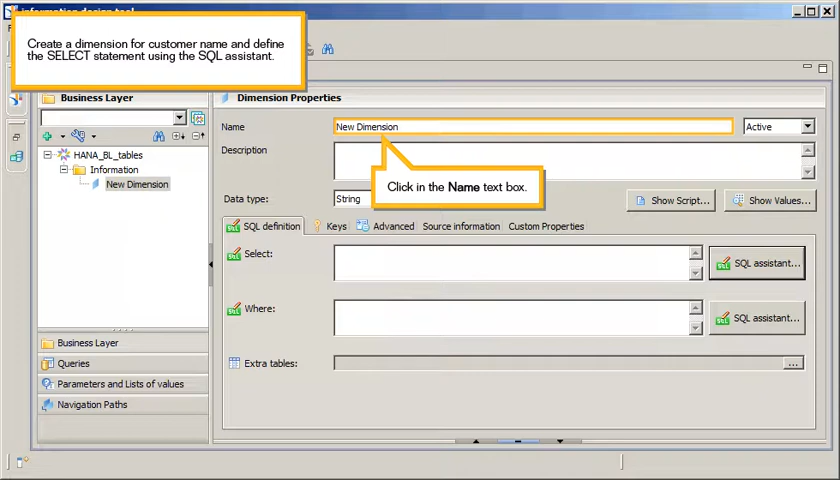 information design tool
Create a dimension for customer name and define
the SELECT statement using the SQL assistant.
Business Layer
Dimension Properties
Name
New Dimension
Active
Click in the Name text box.
Description
HANA_BL_tables
Information
New Dimension
Data type:
String
Show Script...
Show Values...
SQL definition
Keys
Advanced
Source information
Custom Properties
Select:
SQL assistant...
Where:
SQL assistant...
Extra tables:
...
Business Layer
Queries
Parameters and Lists of values
Navigation Paths